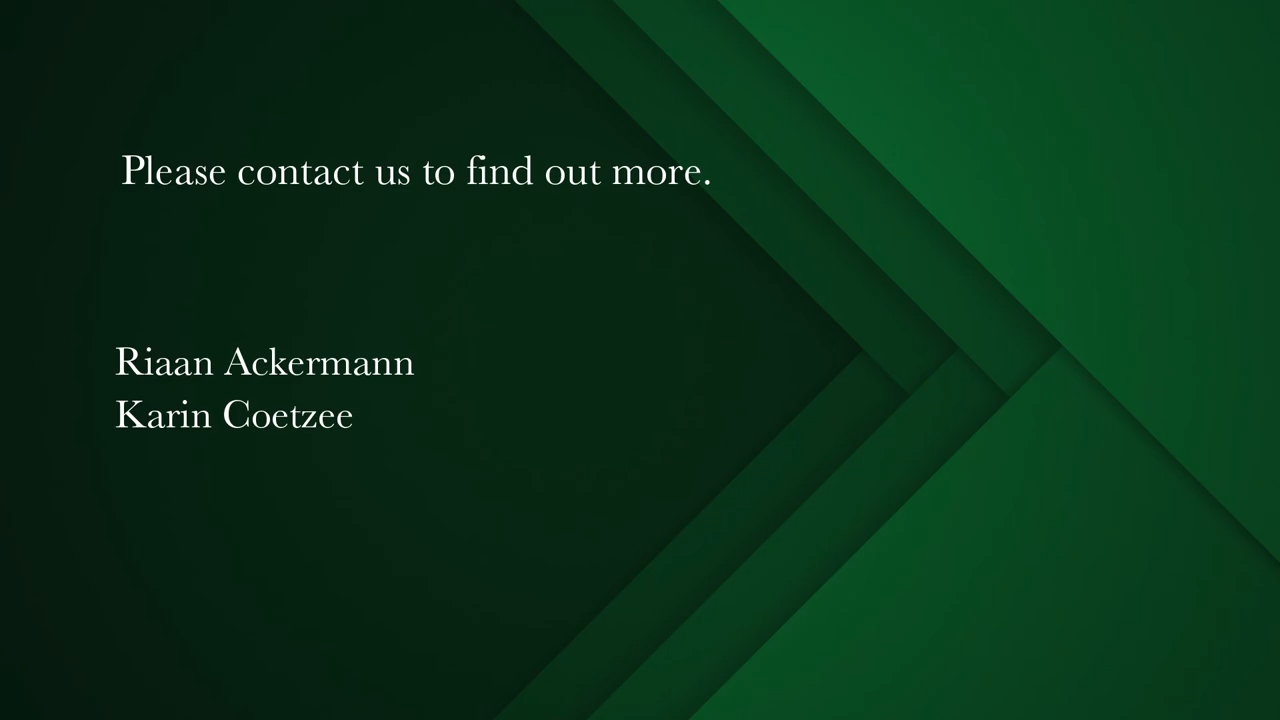 Please contact us to find out more.
Riaan Ackermann
Karin Coetzee